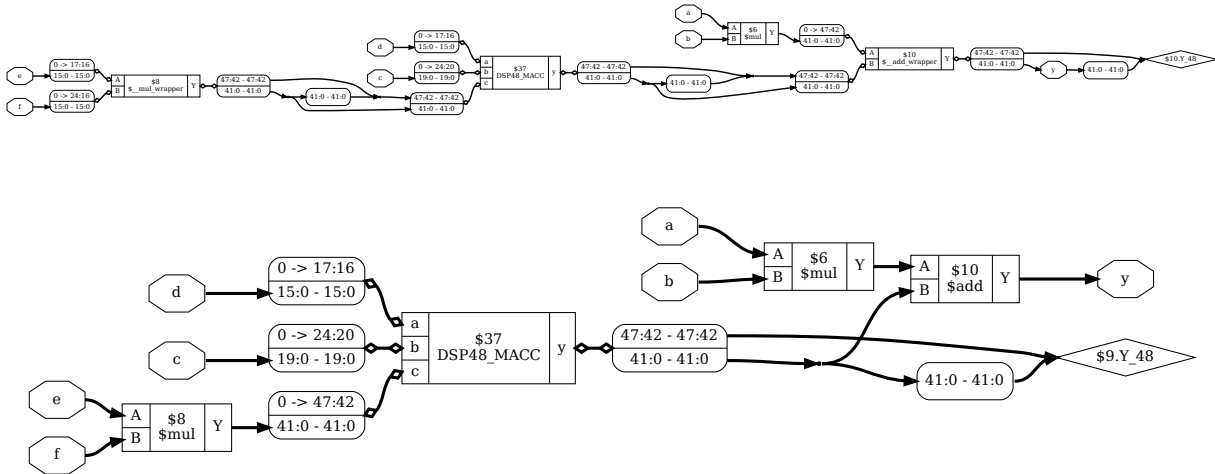 a
b
A
B
$6
$mul
Y
0 -> 47:42
41:0 - 41:0
d
0 -> 17:16
15:0 - 15:0
c
0 -> 24:20
19:0 - 19:0
a
b
c
$37
DSP48_MACC
y
47:42 - 47:42
41:0 - 41:0
41:0 - 41:0
47:42 - 47:42
41:0 - 41:0
A
B
$10
$__add_wrapper
Y
47:42 - 47:42
41:0 - 41:0
y
41:0 - 41:0
$10.Y_48
e
0 -> 17:16
15:0 - 15:0
f
0 -> 24:16
15:0 - 15:0
A
B
$8
$__mul_wrapper
Y
47:42 - 47:42
41:0 - 41:0
41:0 - 41:0
47:42 - 47:42
41:0 - 41:0
a
b
A
B
$6
$mul
Y
A
B
$10
$add
Y
y
d
0 -> 17:16
15:0 - 15:0
c
0 -> 24:20
19:0 - 19:0
a
b
c
$37
DSP48_MACC
y
47:42 - 47:42
41:0 - 41:0
41:0 - 41:0
$9.Y_48
e
f
A
B
$8
$mul
Y
0 -> 47:42
41:0 - 41:0